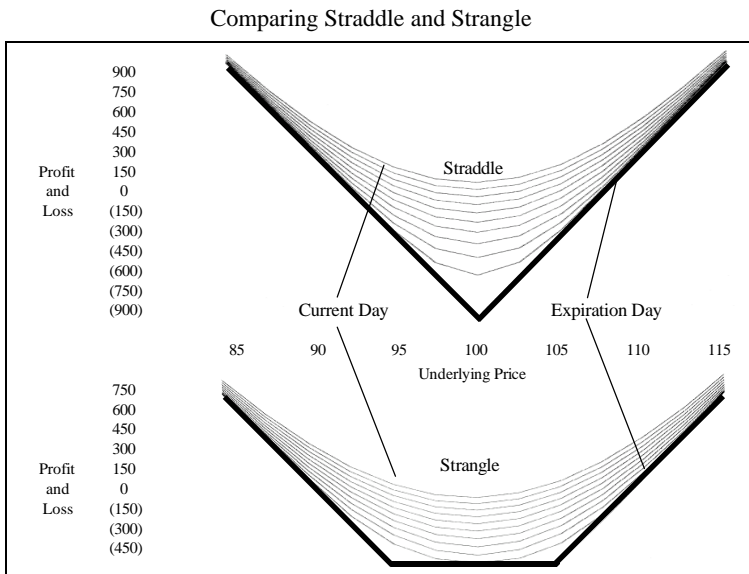 Comparing Straddle and Strangle
900
750
600
450
300
Profit 150 Straddle
and 0
Loss (150)
(300)
(450)
(600)
(750)
(900) Current Day Expiration Day
85 90 95 100 105 110 115
Underlying Price
750
600
450
300
Profit 150 Strangle
and 0
Loss (150)
(300)
(450)